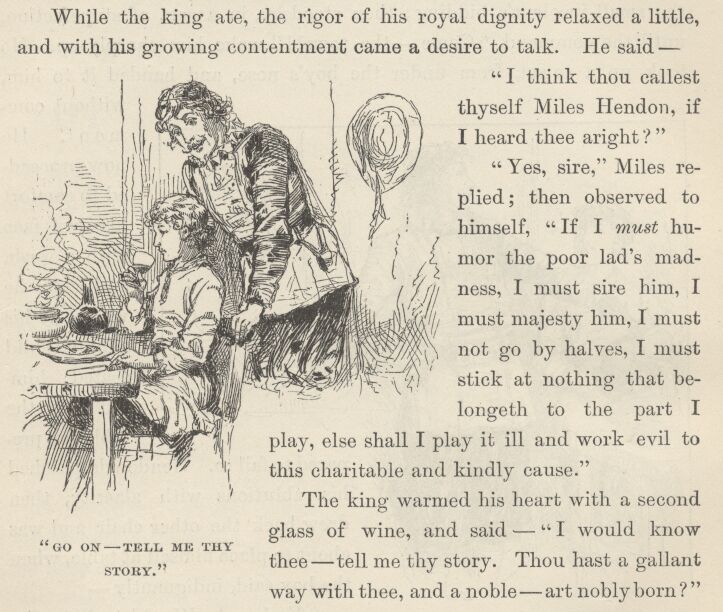 While the king ate, the rigor of his royal dignity relaxed a little,
and with his growing contentment came a desire to talk. He said —
“I think thou callest
thyself Miles Hendon, if
I heard thee aright?”
“Yes, sire,” Miles re-
plied; then observed to
himself, “If I must hu-
mor the poor lad’s mad-
ness, I must sire him, I
must majesty him, I must
not go by halves, I must
stick at nothing that be-
longeth to the part I
play, else shall I play it ill and work evil to
this charitable and kindly cause.”
The king warmed his heart with a second
glass of wine, and said — “I would know
thee — tell me thy story. Thou hast a gallant
way with thee, and a noble — art nobly born?”
“GO ON — TELL ME THY
STORY.”